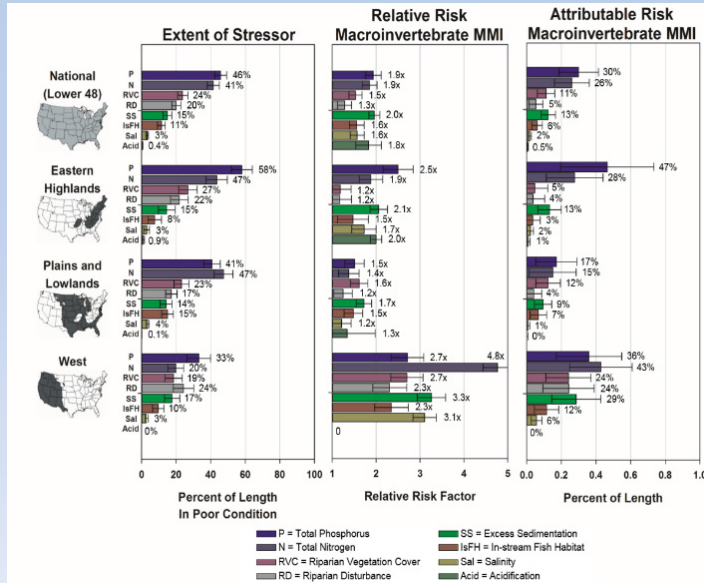 Extent of Stressor
Relative Risk
Macroinvertebrate MMI
Attributable Risk
Macroinvertebrate MMI
National
(Lower 48)
P 46% 1.9x 30%
N 41% 1.9x 26%
RVC 24% 1.5x 11%
RD 20% 1.3x 5%
SS 15% 2.0x 13%
IsFH 11% 1.6x 6%
Sal 3% 1.6x 2%
Acid 0.4% 1.8x 0.5%
Eastern
Highlands
P 58% 2.5x 47%
N 47% 1.9x 28%
RVC 27% 1.2x 5%
RD 22% 1.2x 4%
SS 15% 2.1x 13%
IsFH 8% 1.5x 3%
Sal 3% 1.7x 2%
Acid 0.9% 2.0x 1%
Plains and
Lowlands
P 41% 1.5x 17%
N 47% 1.4x 15%
RVC 23% 1.6x 12%
RD 17% 1.2x 4%
SS 14% 1.7x 9%
IsFH 15% 1.5x 7%
Sal 4% 1.2x 1%
Acid 0.1% 1.3x 0%
West
P 33% 2.7x 36%
N 20% 4.8x 43%
RVC 19% 2.7x 24%
RD 24% 2.3x 24%
SS 17% 3.3x 29%
IsFH 10% 2.3x 12%
Sal 3% 3.1x 6%
Acid 0% 0 0%
0 20 40 60 80 100
1 2 3 4 5
0.0 0.2 0.4 0.6 0.8 1.0
Percent of Length
In Poor Condition
Relative Risk Factor
Percent of Length
P = Total Phosphorus
N = Total Nitrogen
RVC = Riparian Vegetation Cover
RD = Riparian Disturbance
SS = Excess Sedimentation
IsFH = In-stream Fish Habitat
Sal = Salinity
Acid = Acidification